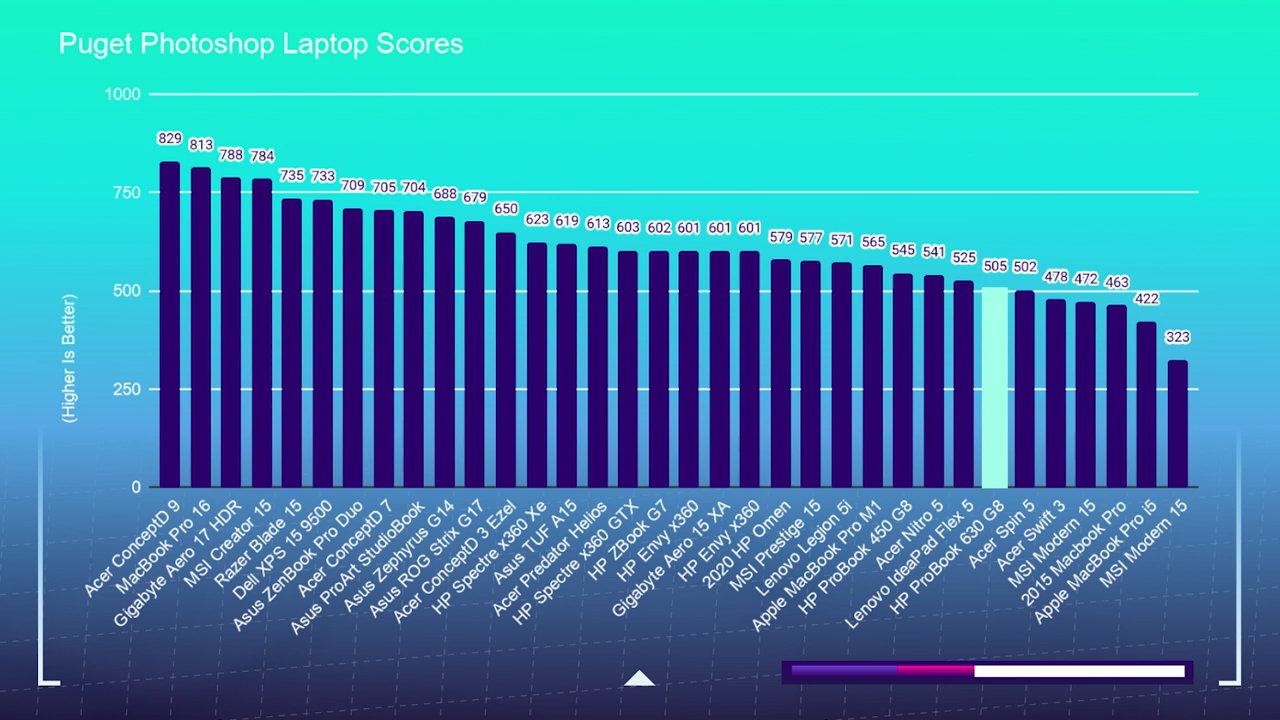 Puget Photoshop Laptop Scores
(Higher Is Better)
1000
750
500
250
0
829
813
788
784
735
733
709
705
704
688
679
650
623
619
613
603
602
601
601
601
579
577
571
565
545
541
525
505
502
478
472
463
422
323
Acer ConceptD 9
MacBook Pro 16
Gigabyte Aero 17 HDR
MSI Creator 15
Razer Blade 15
Dell XPS 15 9500
Asus ZenBook Pro Duo
Acer ConceptD 7
Asus ProArt StudioBook
Asus Zephyrus G14
Asus ROG Strix G17
Acer ConceptD 3 Ezel
HP Spectre x360 Xe
Asus TUF A15
Acer Predator Helios
HP Spectre x360 GTX
HP ZBook G7
HP Envy x360
Gigabyte Aero 15 XA
HP Envy x360
2020 HP Omen
MSI Prestige 15
Lenovo Legion 5i
Apple MacBook Pro M1
HP ProBook 450 G8
Acer Nitro 5
Lenovo IdeaPad Flex 5
HP ProBook 630 G8
Acer Spin 5
Acer Swift 3
MSI Modern 15
2015 Macbook Pro
Apple MacBook Pro i5
MSI Modern 15